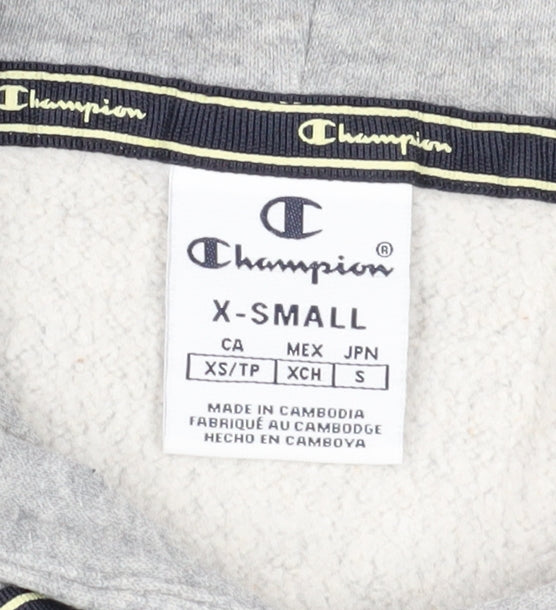 Champion Champion
C
Champion®
X-SMALL
CA MEX JPN
XS/TP XCH S
MADE IN CAMBODIA
FABRIQUÉ AU CAMBODGE
HECHO EN CAMBOYA